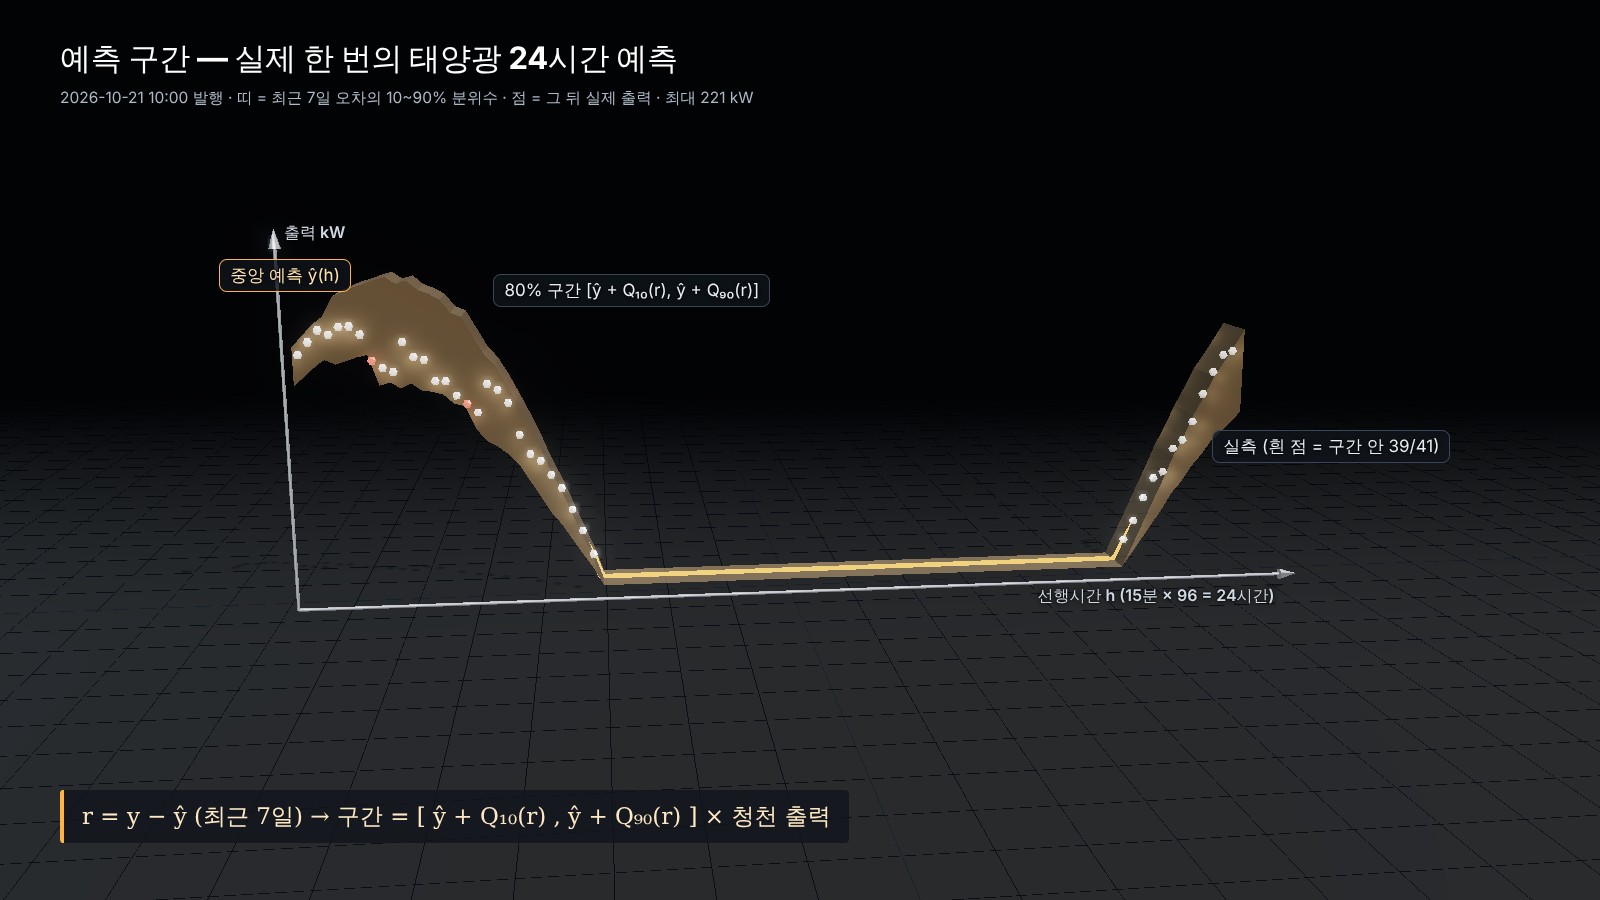 예측 구간 — 실제 한 번의 태양광 24시간 예측
2026-10-21 10:00 발행 · 띠 = 최근 7일 오차의 10~90% 분위수 · 점 = 그 뒤 실제 출력 · 최대 221 kW
출력 kW
중앙 예측 ŷ(h)
80% 구간 [ŷ + Q₁₀(r), ŷ + Q₉₀(r)]
실측 (흰 점 = 구간 안 39/41)
선행시간 h (15분 × 96 = 24시간)
r = y − ŷ (최근 7일) → 구간 = [ ŷ + Q₁₀(r) , ŷ + Q₉₀(r) ] × 청천 출력